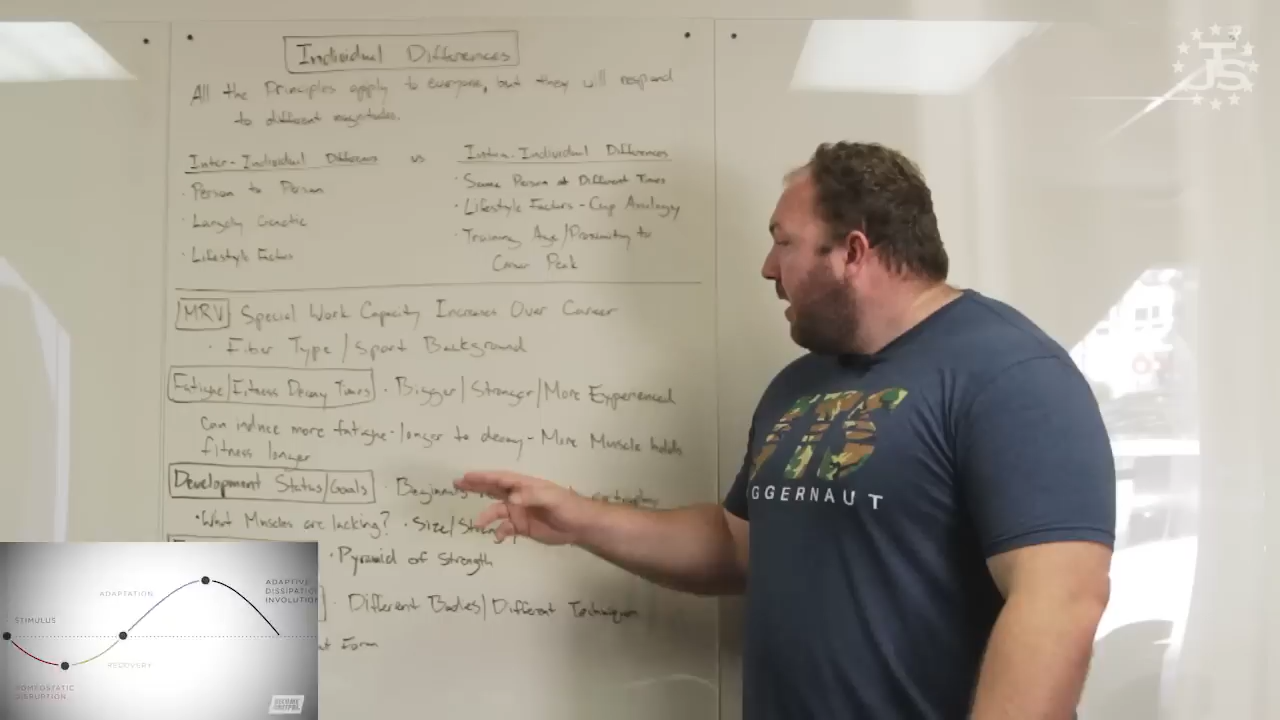 Individual Differences
All the Principles apply to everyone, but they will respond
to different magnitudes.
Inter-Individual Differences vs Intra-Individual Differences
· Person to Person
· Largely Genetic
· Lifestyle Factors
· Same Person at Different Times
· Lifestyle Factors - Cup Analogy
· Training Age/Proximity to
Career Peak
MRV Special Work Capacity Increases Over Career
· Fiber Type/Sport Background
Fatigue/Fitness Decay Times · Bigger/Stronger/More Experienced
can induce more fatigue - longer to decay - More Muscle holds
fitness longer
Development Status/Goals
· What Muscles are lacking? · Size/
· Pyramid of Strength
· Different Bodies/Different Techniques
Form
JTS
JTS
GGERNAUT
STIMULUS
ADAPTATION
ADAPTIVE
DISSIPATION
INVOLUTION
RECOVERY
HOMEOSTATIC
DISRUPTION